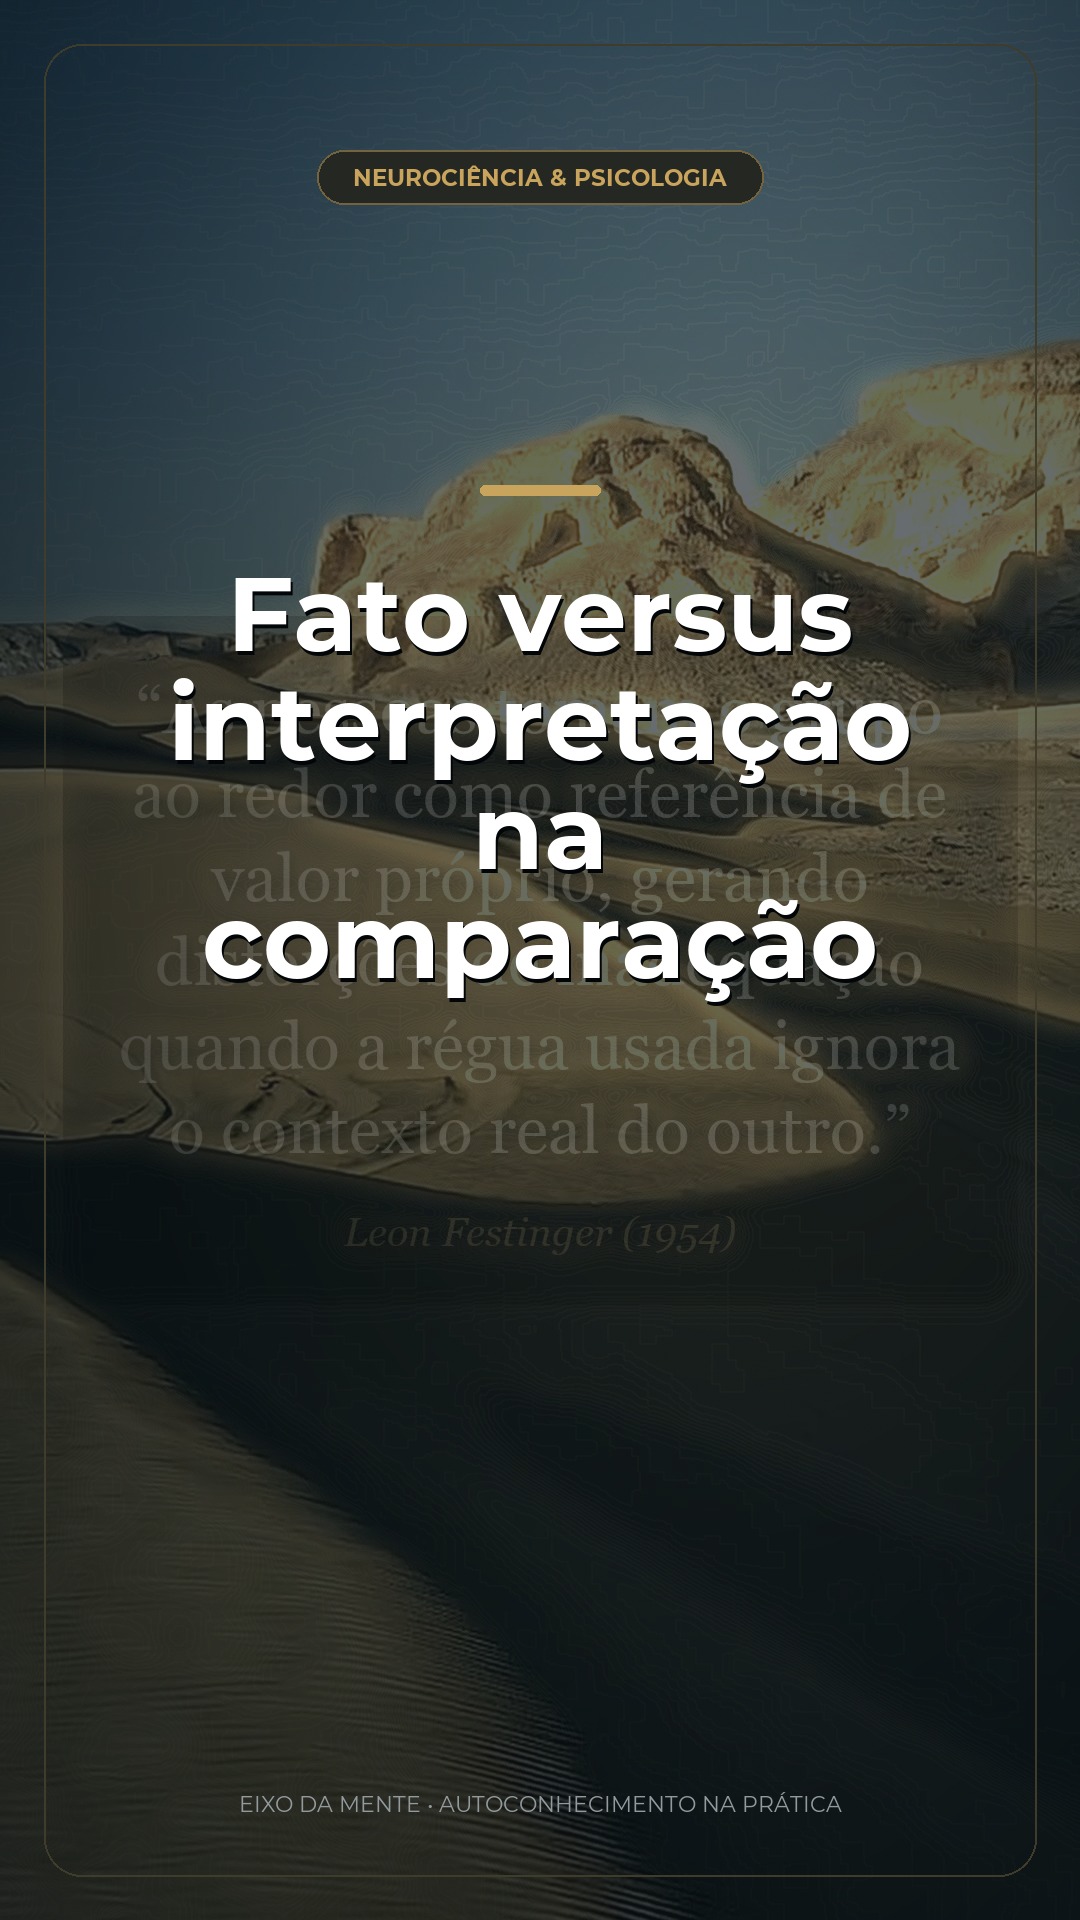 NEUROCIÊNCIA & PSICOLOGIA
Fato versus
interpretação
na
comparação
ao redor como referência de
valor próprio, gerando
quando a régua usada ignora
o contexto real do outro.”
Leon Festinger (1954)
EIXO DA MENTE · AUTOCONHECIMENTO NA PRÁTICA